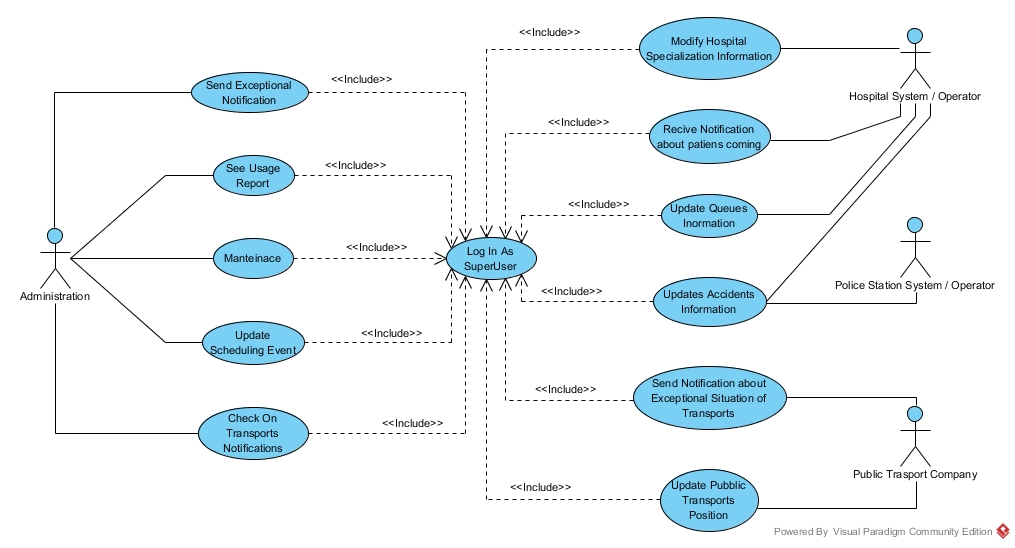 <<Include>>
Modify Hospital
Specialization Information
Hospital System / Operator
Send Exceptional
Notification
<<Include>>
<<Include>>
Recive Notification
about patiens coming
See Usage
Report
<<Include>>
<<Include>>
Update Queues
Inormation
Administration
Manteinace
<<Include>>
Log In As
SuperUser
Police Station System / Operator
<<Include>>
Updates Accidents
Information
Update
Scheduling Event
<<Include>>
<<Include>>
Send Notification about
Exceptional Situation of
Transports
Check On
Transports
Notifications
<<Include>>
Public Trasport Company
<<Include>>
Update Pubblic
Transports
Position
Powered By Visual Paradigm Community Edition